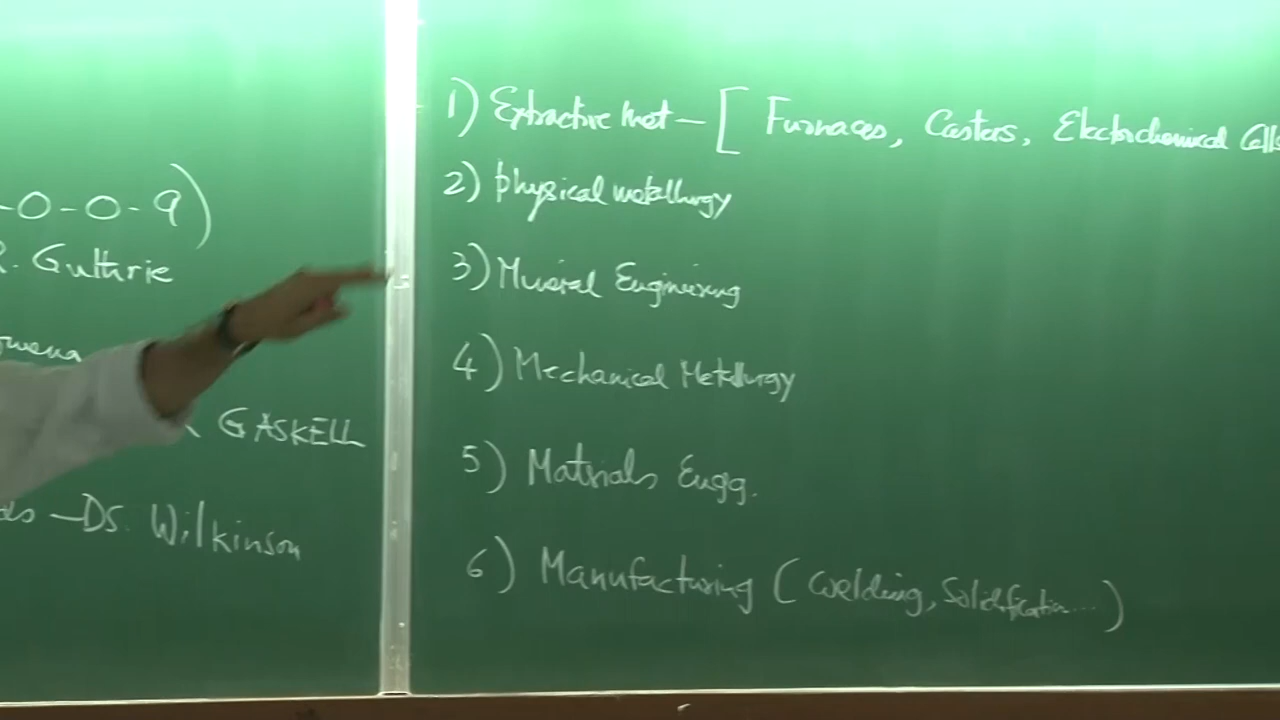 -0-0-9)
R. Guthrie
GASKELL
-DS. Wilkinson
1) Extractive met - [ Furnaces, Casters, Electrochemical Cells
2) physical metallurgy
3) Mineral Engineering
4) Mechanical Metallurgy
5) Materials Engg.
6) Manufacturing ( welding, Solidification... )